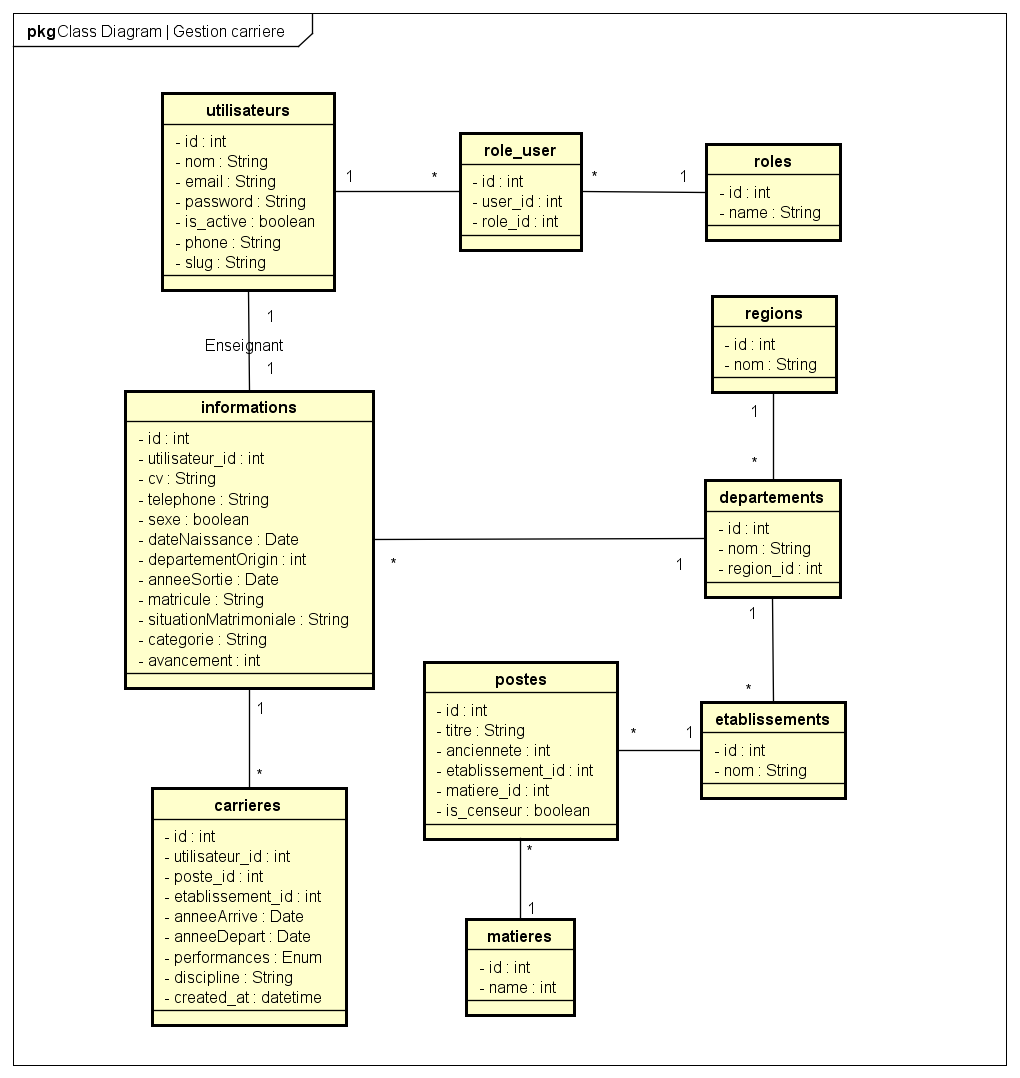 pkg Class Diagram | Gestion carriere
utilisateurs
- id : int
- nom : String
- email : String
- password : String
- is_active : boolean
- phone : String
- slug : String
1
*
role_user
- id : int
- user_id : int
- role_id : int
*
1
roles
- id : int
- name : String
1
Enseignant
1
regions
- id : int
- nom : String
1
*
informations
- id : int
- utilisateur_id : int
- cv : String
- telephone : String
- sexe : boolean
- dateNaissance : Date
- departementOrigin : int
- anneeSortie : Date
- matricule : String
- situationMatrimoniale : String
- categorie : String
- avancement : int
*
1
departements
- id : int
- nom : String
- region_id : int
1
*
postes
- id : int
- titre : String
- anciennete : int
- etablissement_id : int
- matiere_id : int
- is_censeur : boolean
*
1
etablissements
- id : int
- nom : String
1
*
carrieres
- id : int
- utilisateur_id : int
- poste_id : int
- etablissement_id : int
- anneeArrive : Date
- anneeDepart : Date
- performances : Enum
- discipline : String
- created_at : datetime
*
1
matieres
- id : int
- name : int